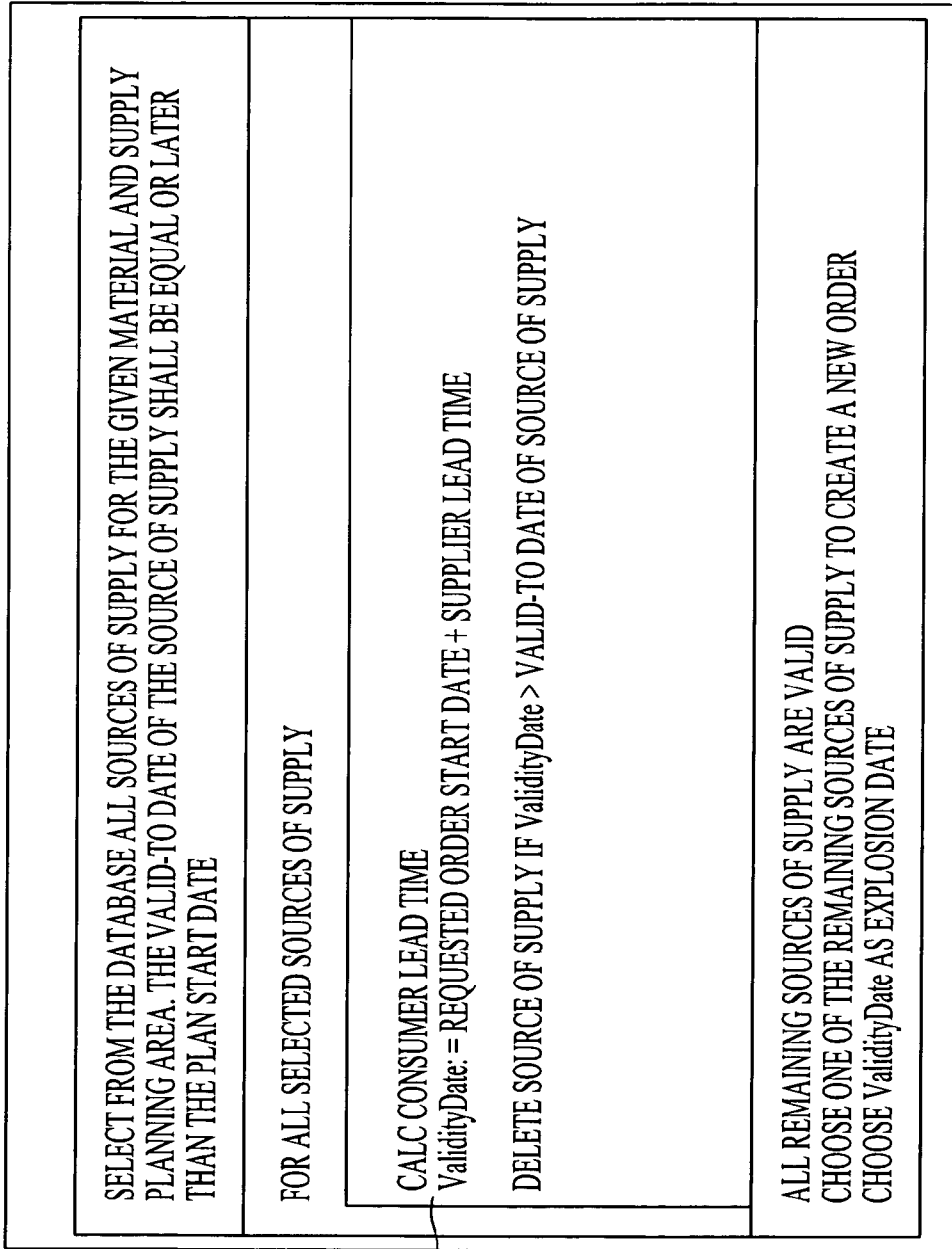 SELECT FROM THE DATABASE ALL SOURCES OF SUPPLY FOR THE GIVEN MATERIAL AND SUPPLY
PLANNING AREA. THE VALID-TO DATE OF THE SOURCE OF SUPPLY SHALL BE EQUAL OR LATER
THAN THE PLAN START DATE
FOR ALL SELECTED SOURCES OF SUPPLY
CALC CONSUMER LEAD TIME
ValidityDate: = REQUESTED ORDER START DATE + SUPPLIER LEAD TIME
DELETE SOURCE OF SUPPLY IF ValidityDate > VALID-TO DATE OF SOURCE OF SUPPLY
ALL REMAINING SOURCES OF SUPPLY ARE VALID
CHOOSE ONE OF THE REMAINING SOURCES OF SUPPLY TO CREATE A NEW ORDER
CHOOSE ValidityDate AS EXPLOSION DATE